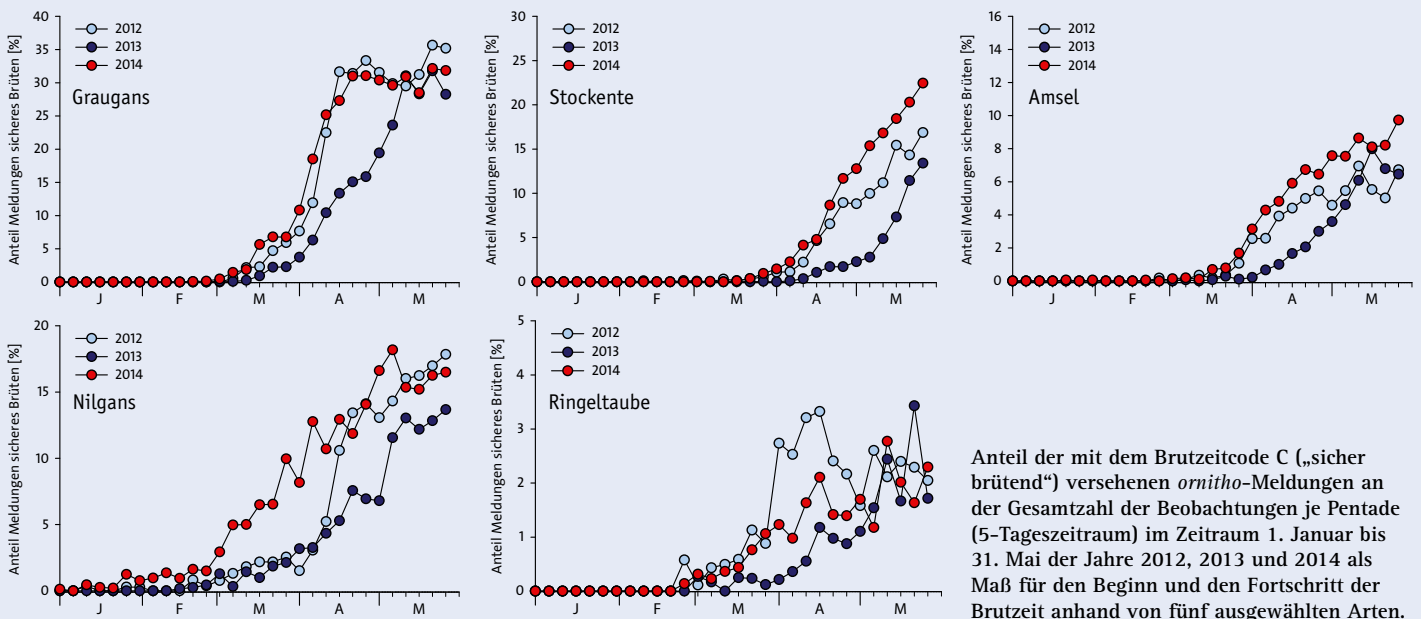 Anteil Meldungen sicheres Brüten [%]
40
35
30
25
20
15
10
5
0
2012
2013
2014
Graugans
J F M A M
Anteil Meldungen sicheres Brüten [%]
30
25
20
15
10
5
0
2012
2013
2014
Stockente
J F M A M
Anteil Meldungen sicheres Brüten [%]
16
14
12
10
8
6
4
2
0
2012
2013
2014
Amsel
J F M A M
Anteil Meldungen sicheres Brüten [%]
20
15
10
5
0
2012
2013
2014
Nilgans
J F M A M
Anteil Meldungen sicheres Brüten [%]
5
4
3
2
1
0
2012
2013
2014
Ringeltaube
J F M A M
Anteil der mit dem Brutzeitcode C („sicher
brütend“) versehenen ornitho-Meldungen an
der Gesamtzahl der Beobachtungen je Pentade
(5-Tageszeitraum) im Zeitraum 1. Januar bis
31. Mai der Jahre 2012, 2013 und 2014 als
Maß für den Beginn und den Fortschritt der
Brutzeit anhand von fünf ausgewählten Arten.